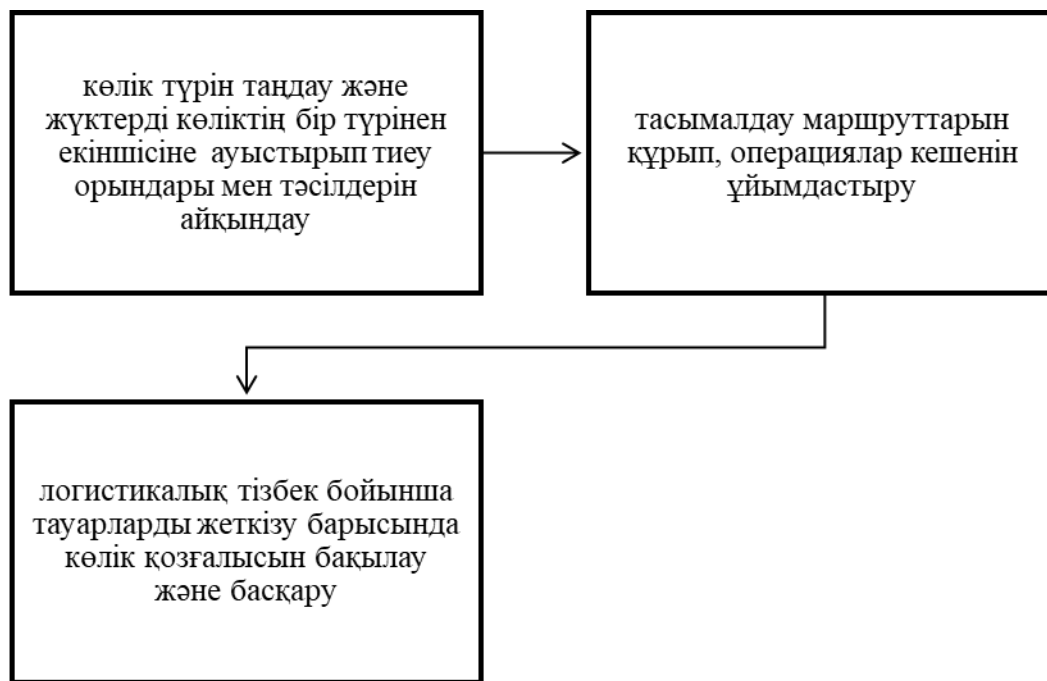 көлік түрін таңдау және
жүктерді көліктің бір түрінен
екіншісіне ауыстырып тиеу
орындары мен тәсілдерін
айқындау
тасымалдау маршруттарын
құрып, операциялар кешенін
ұйымдастыру
логистикалық тізбек бойынша
тауарларды жеткізу барысында
көлік қозғалысын бақылау
және басқару